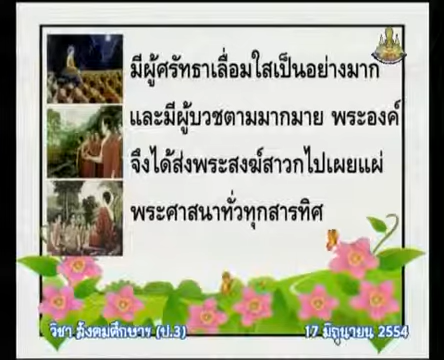 มีผู้ศรัทธาเลื่อมใสเป็นอย่างมาก
และมีผู้บวชตามมากมาย พระองค์
จึงได้ส่งพระสงฆ์สาวกไปเผยแผ่
พระศาสนาทั่วทุกสารทิศ
วิชา สังคมศึกษาฯ (ป.3)
17 มิถุนายน 2554